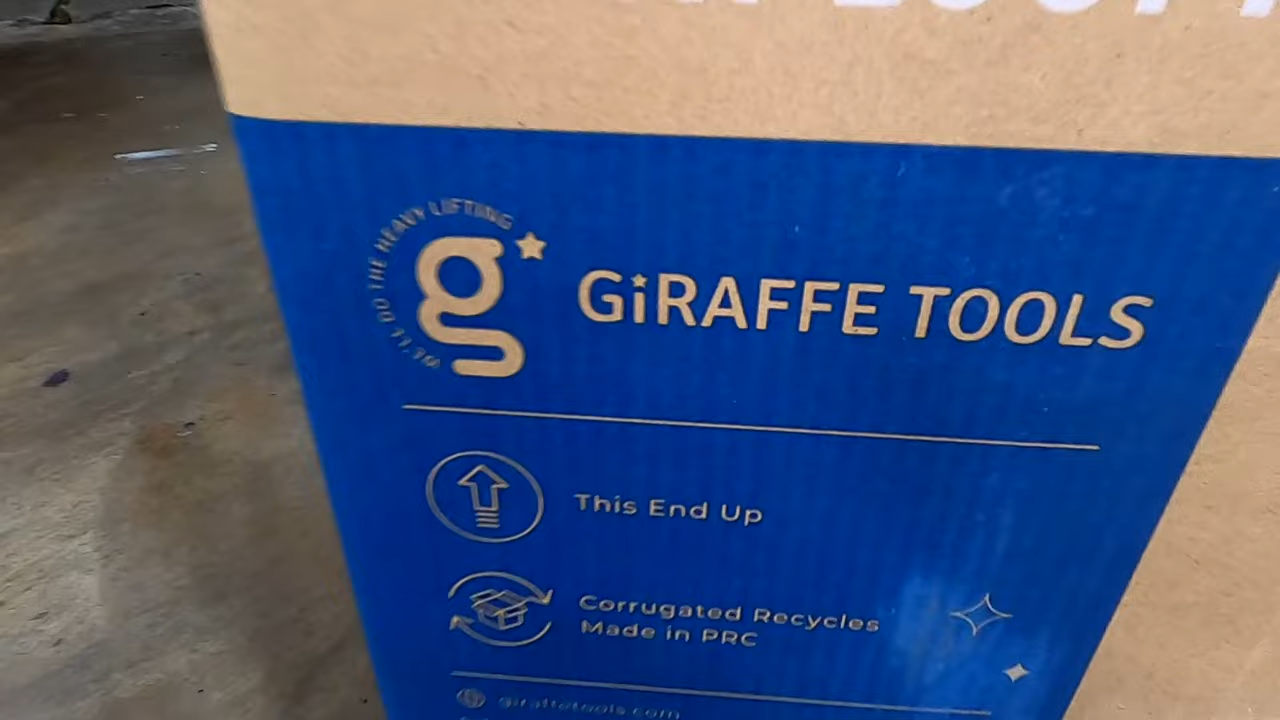 WE'LL DO THE HEAVY LIFTING
g
GiRAFFE TOOLS
This End Up
Corrugated Recycles
Made in PRC
giraffetools.com